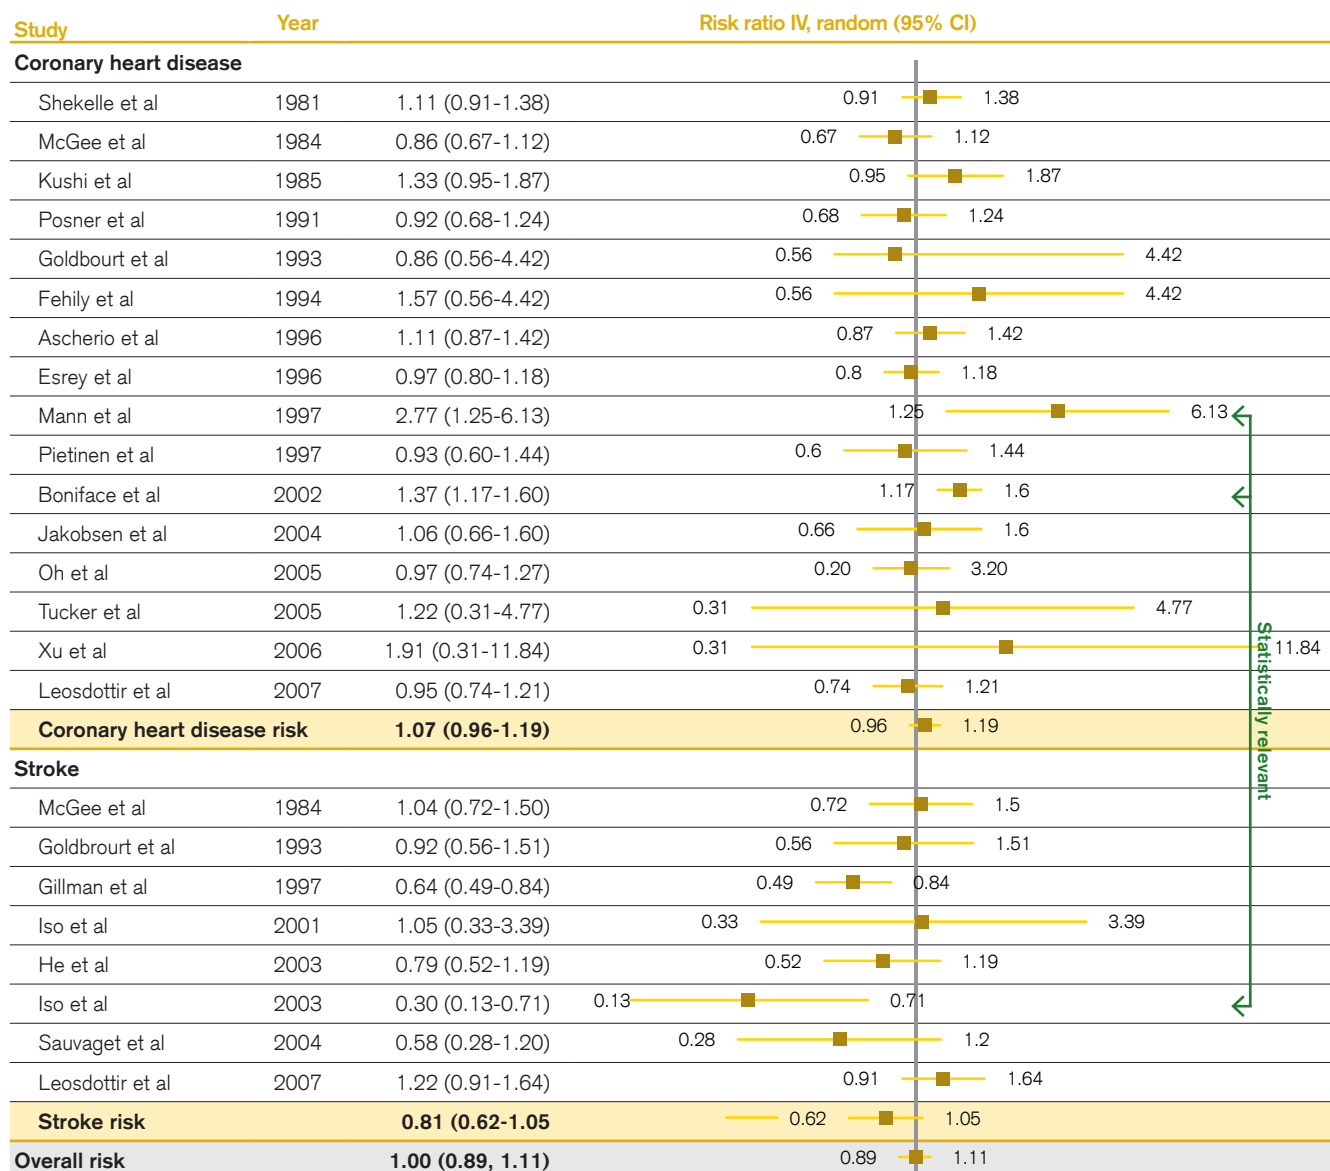 Study Year Risk ratio IV, random (95% CI)
Coronary heart disease
Shekelle et al 1981 1.11 (0.91-1.38) 0.91 1.38
McGee et al 1984 0.86 (0.67-1.12) 0.67 1.12
Kushi et al 1985 1.33 (0.95-1.87) 0.95 1.87
Posner et al 1991 0.92 (0.68-1.24) 0.68 1.24
Goldbourt et al 1993 0.86 (0.56-4.42) 0.56 4.42
Fehily et al 1994 1.57 (0.56-4.42) 0.56 4.42
Ascherio et al 1996 1.11 (0.87-1.42) 0.87 1.42
Esrey et al 1996 0.97 (0.80-1.18) 0.8 1.18
Mann et al 1997 2.77 (1.25-6.13) 1.25 6.13
Pietinen et al 1997 0.93 (0.60-1.44) 0.6 1.44
Boniface et al 2002 1.37 (1.17-1.60) 1.17 1.6
Jakobsen et al 2004 1.06 (0.66-1.60) 0.66 1.6
Oh et al 2005 0.97 (0.74-1.27) 0.20 3.20
Tucker et al 2005 1.22 (0.31-4.77) 0.31 4.77
Xu et al 2006 1.91 (0.31-11.84) 0.31 11.84
Leosdottir et al 2007 0.95 (0.74-1.21) 0.74 1.21
Coronary heart disease risk 1.07 (0.96-1.19) 0.96 1.19
Statistically relevant
Stroke
McGee et al 1984 1.04 (0.72-1.50) 0.72 1.5
Goldbrourt et al 1993 0.92 (0.56-1.51) 0.56 1.51
Gillman et al 1997 0.64 (0.49-0.84) 0.49 0.84
Iso et al 2001 1.05 (0.33-3.39) 0.33 3.39
He et al 2003 0.79 (0.52-1.19) 0.52 1.19
Iso et al 2003 0.30 (0.13-0.71) 0.13 0.71
Sauvaget et al 2004 0.58 (0.28-1.20) 0.28 1.2
Leosdottir et al 2007 1.22 (0.91-1.64) 0.91 1.64
Stroke risk 0.81 (0.62-1.05 0.62 1.05
Overall risk 1.00 (0.89, 1.11) 0.89 1.11